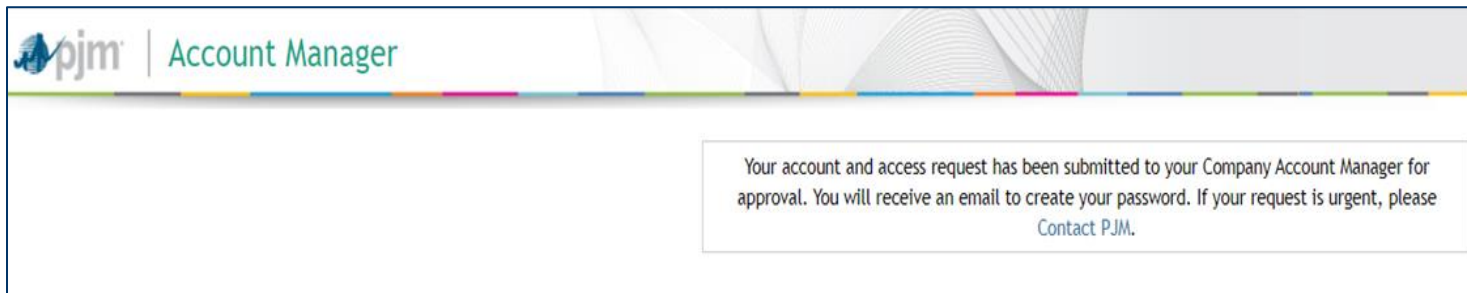 pjm Account Manager
Your account and access request has been submitted to your Company Account Manager for
approval. You will receive an email to create your password. If your request is urgent, please
Contact PJM.